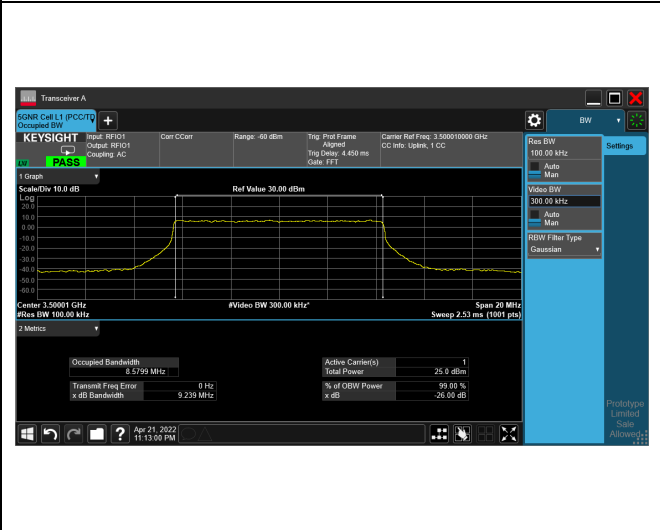 Transceiver A
5GNR Cell L1 (PCC/TD
Occupied BW
BW
KEYSIGHT
LXI
PASS
Input: RFIO1
Output: RFIO1
Coupling: AC
Corr CCorr
Range: -60 dBm
Trig: Prot Frame
Aligned
Trig Delay: 4.450 ms
Gate: FFT
Carrier Ref Freq: 3.500010000 GHz
CC Info: Uplink, 1 CC
Res BW
100.00 kHz
Auto
Man
Settings
Video BW
300.00 kHz
Auto
Man
RBW Filter Type
Gaussian
1 Graph
Scale/Div 10.0 dB
Ref Value 30.00 dBm
Log
20.0
10.0
0.00
-10.0
-20.0
-30.0
-40.0
-50.0
-60.0
Center 3.50001 GHz
#Video BW 300.00 kHz*
Span 20 MHz
#Res BW 100.00 kHz
Sweep 2.53 ms (1001 pts)
2 Metrics
Occupied Bandwidth
8.5799 MHz
Active Carrier(s) 1
Total Power 25.0 dBm
Transmit Freq Error 0 Hz
x dB Bandwidth 9.239 MHz
% of OBW Power 99.00 %
x dB -26.00 dB
Prototype
Limited
Sale
Allowed
Apr 21, 2022
11:13:00 PM